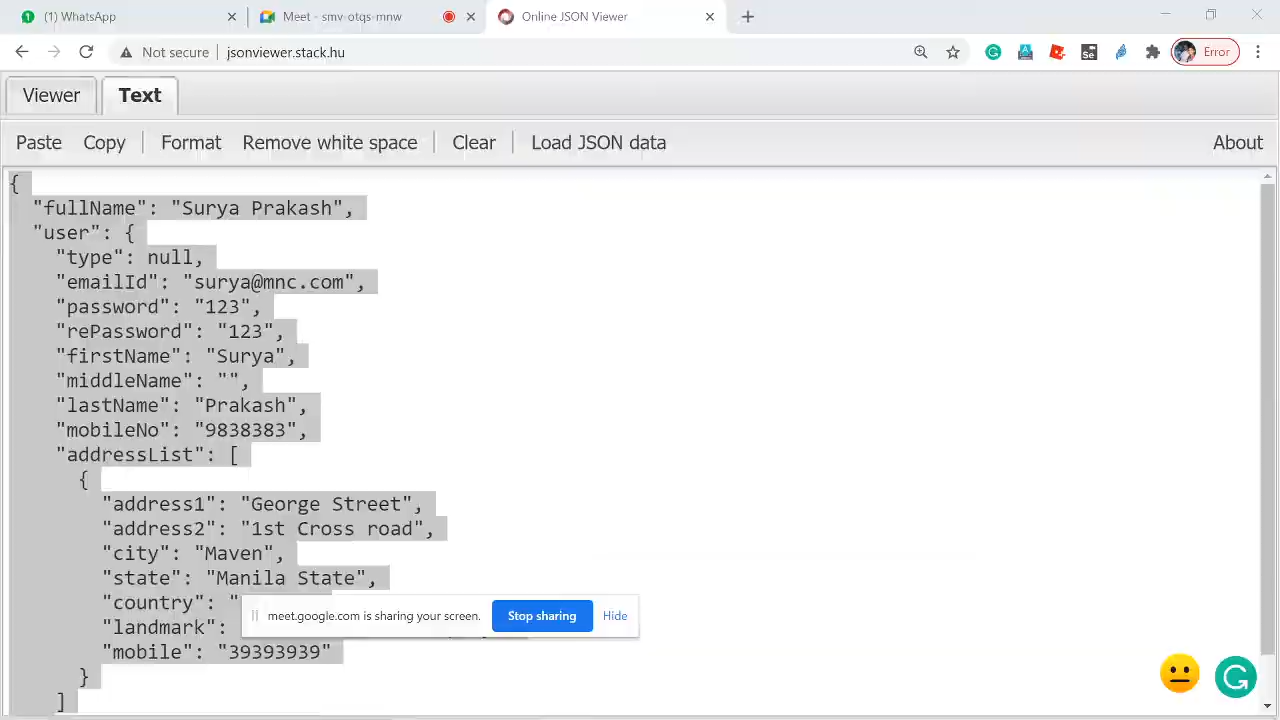 (1) WhatsApp
Meet - smv-otqs-mnw
Online JSON Viewer
Not secure
jsonviewer.stack.hu
Error
Viewer
Text
Paste
Copy
Format
Remove white space
Clear
Load JSON data
About
{
"fullName": "Surya Prakash",
"user": {
"type": null,
"emailId": "surya@mnc.com",
"password": "123",
"rePassword": "123",
"firstName": "Surya",
"middleName": "",
"lastName": "Prakash",
"mobileNo": "9838383",
"addressList": [
{
"address1": "George Street",
"address2": "1st Cross road",
"city": "Maven",
"state": "Manila State",
"country": "
"landmark":
meet.google.com is sharing your screen.
Stop sharing
Hide
"mobile": "39393939"
}
]